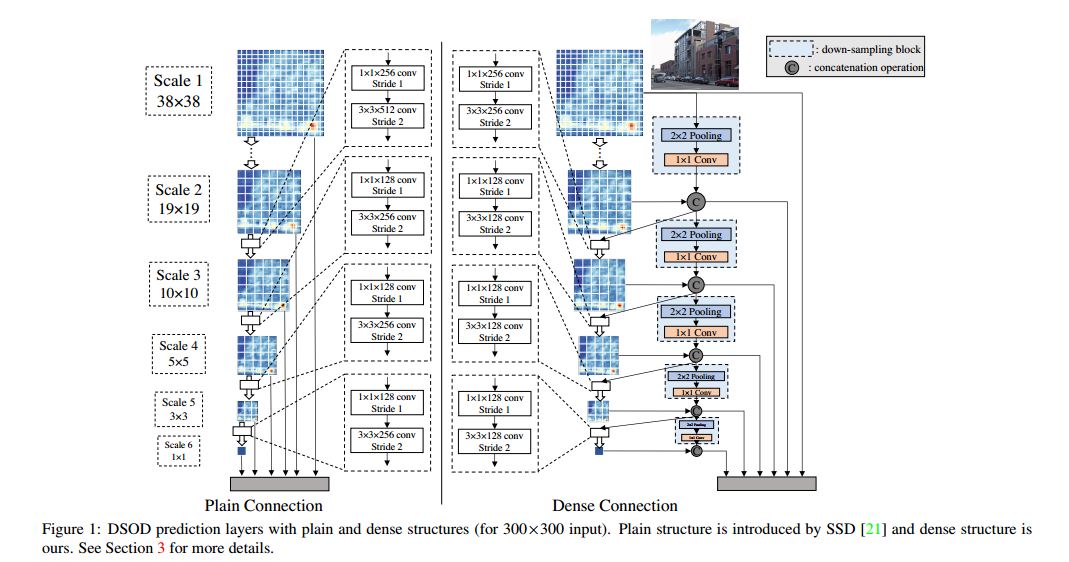 Scale 1
38×38
Scale 2
19×19
Scale 3
10×10
Scale 4
5×5
Scale 5
3×3
Scale 6
1×1
1×1×256 conv
Stride 1
3×3×512 conv
Stride 2
1×1×128 conv
Stride 1
3×3×256 conv
Stride 2
1×1×128 conv
Stride 1
3×3×256 conv
Stride 2
1×1×128 conv
Stride 1
3×3×256 conv
Stride 2
Plain Connection
1×1×256 conv
Stride 1
3×3×256 conv
Stride 2
1×1×128 conv
Stride 1
3×3×128 conv
Stride 2
1×1×128 conv
Stride 1
3×3×128 conv
Stride 2
1×1×128 conv
Stride 1
3×3×128 conv
Stride 2
: down-sampling block
C : concatenation operation
2×2 Pooling
1×1 Conv
C
2×2 Pooling
1×1 Conv
C
2×2 Pooling
1×1 Conv
C
2×2 Pooling
1×1 Conv
C
2×2 Pooling
1×1 Conv
C
Dense Connection
Figure 1: DSOD prediction layers with plain and dense structures (for 300×300 input). Plain structure is introduced by SSD [21] and dense structure is
ours. See Section 3 for more details.